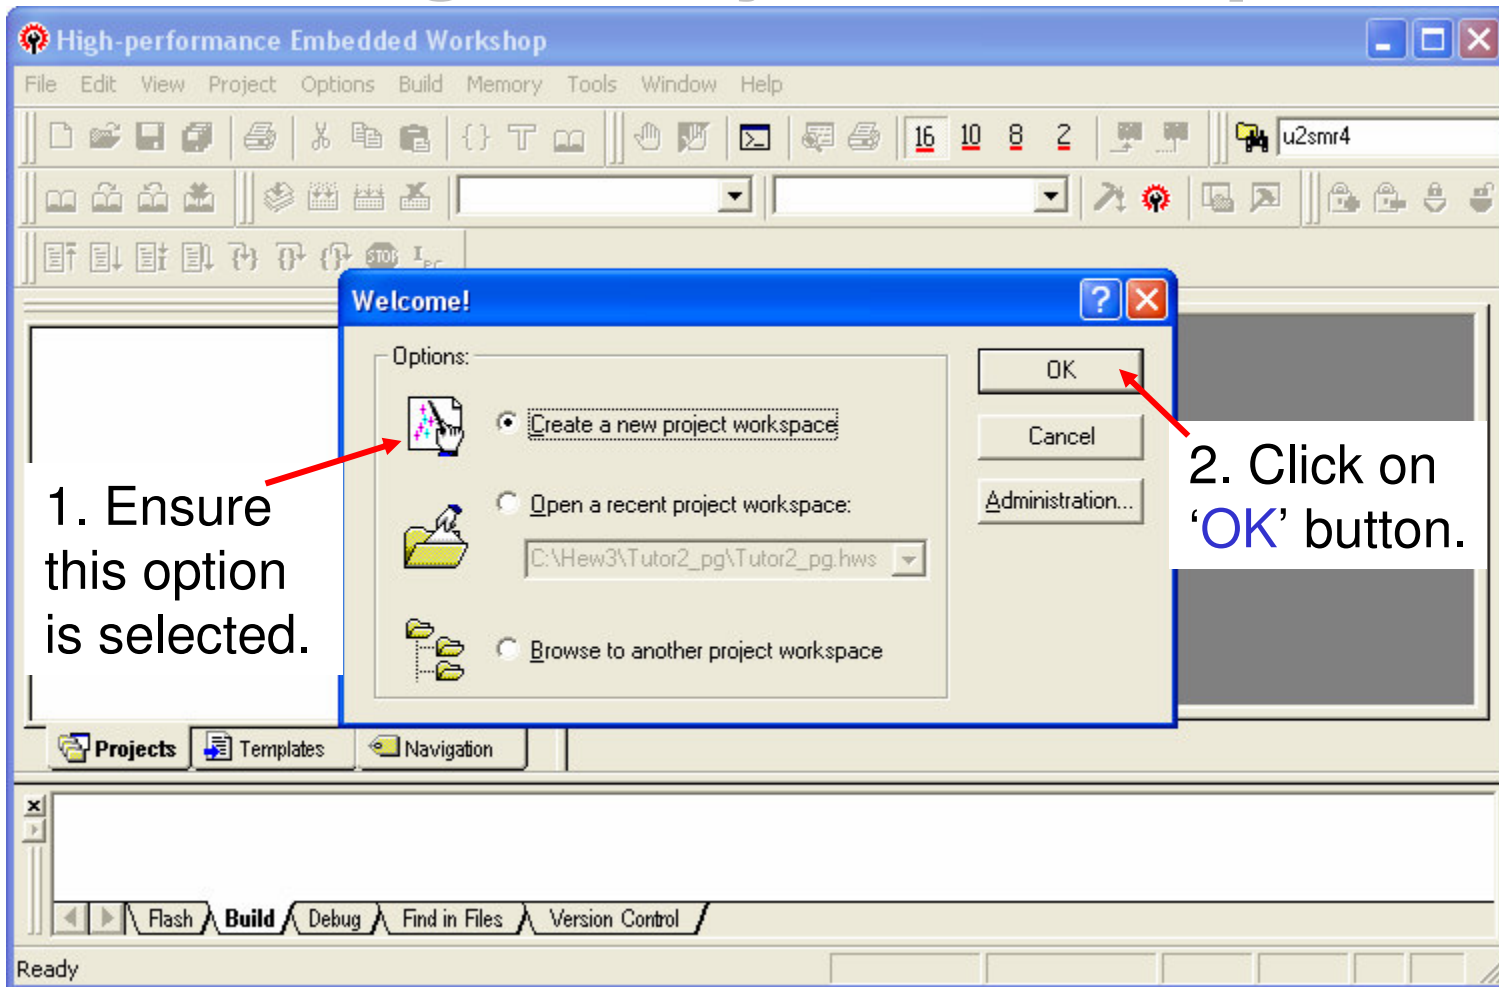 High-performance Embedded Workshop
File Edit View Project Options Build Memory Tools Window Help
16 10 8 2 u2smr4
STOP
Welcome!
Options:
OK
Create a new project workspace
Cancel
1. Ensure
this option
is selected.
2. Click on
‘OK’ button.
Open a recent project workspace:
Administration...
C:\Hew3\Tutor2_pg\Tutor2_pg.hws
Browse to another project workspace
Projects Templates Navigation
Flash Build Debug Find in Files Version Control
Ready